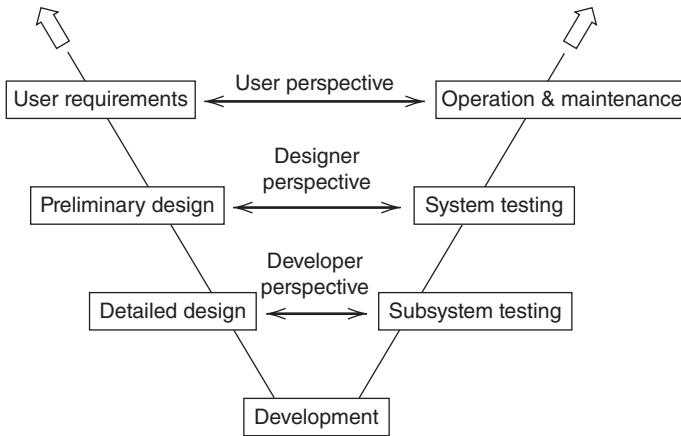 User perspective
User requirements
Operation & maintenance
Designer
perspective
Preliminary design
System testing
Developer
perspective
Detailed design
Subsystem testing
Development